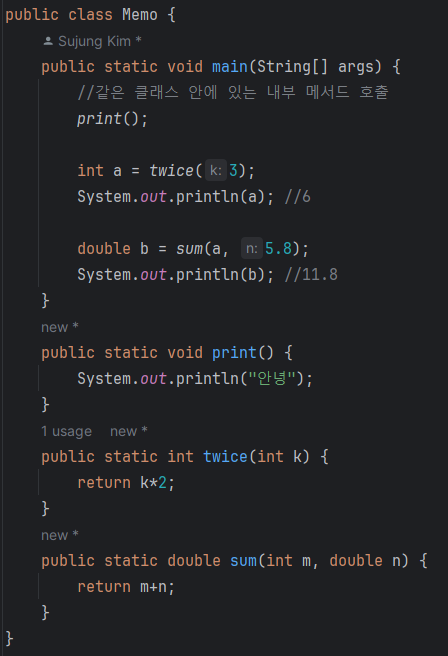 public class Memo {
Sujung Kim *
public static void main(String[] args) {
//같은 클래스 안에 있는 내부 메서드 호출
print();
int a = twice( k: 3);
System.out.println(a); //6
double b = sum(a, n: 5.8);
System.out.println(b); //11.8
}
new *
public static void print() {
System.out.println("안녕");
}
1 usage new *
public static int twice(int k) {
return k*2;
}
new *
public static double sum(int m, double n) {
return m+n;
}
}